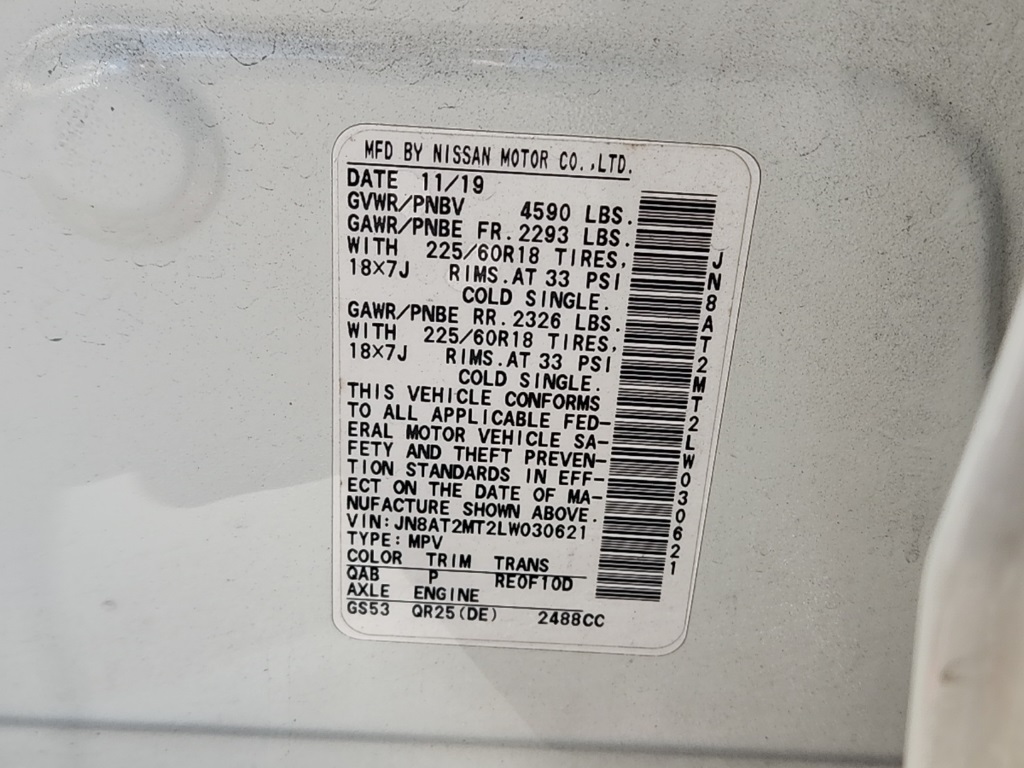 MFD BY NISSAN MOTOR CO.,LTD.
DATE 11/19
GVWR/PNBV 4590 LBS.
GAWR/PNBE FR. 2293 LBS.
WITH 225/60R18 TIRES,
18×7J RIMS.AT 33 PSI
COLD SINGLE.
GAWR/PNBE RR. 2326 LBS.
WITH 225/60R18 TIRES,
18×7J RIMS.AT 33 PSI
COLD SINGLE.
THIS VEHICLE CONFORMS
TO ALL APPLICABLE FED-
ERAL MOTOR VEHICLE SA-
FETY AND THEFT PREVEN-
TION STANDARDS IN EFF-
ECT ON THE DATE OF MA-
NUFACTURE SHOWN ABOVE.
VIN: JN8AT2MT2LW030621
TYPE: MPV
COLOR TRIM TRANS
QAB P RE0F10D
AXLE ENGINE
GS53 QR25(DE) 2488CC
JN8AT2MT2LW030621